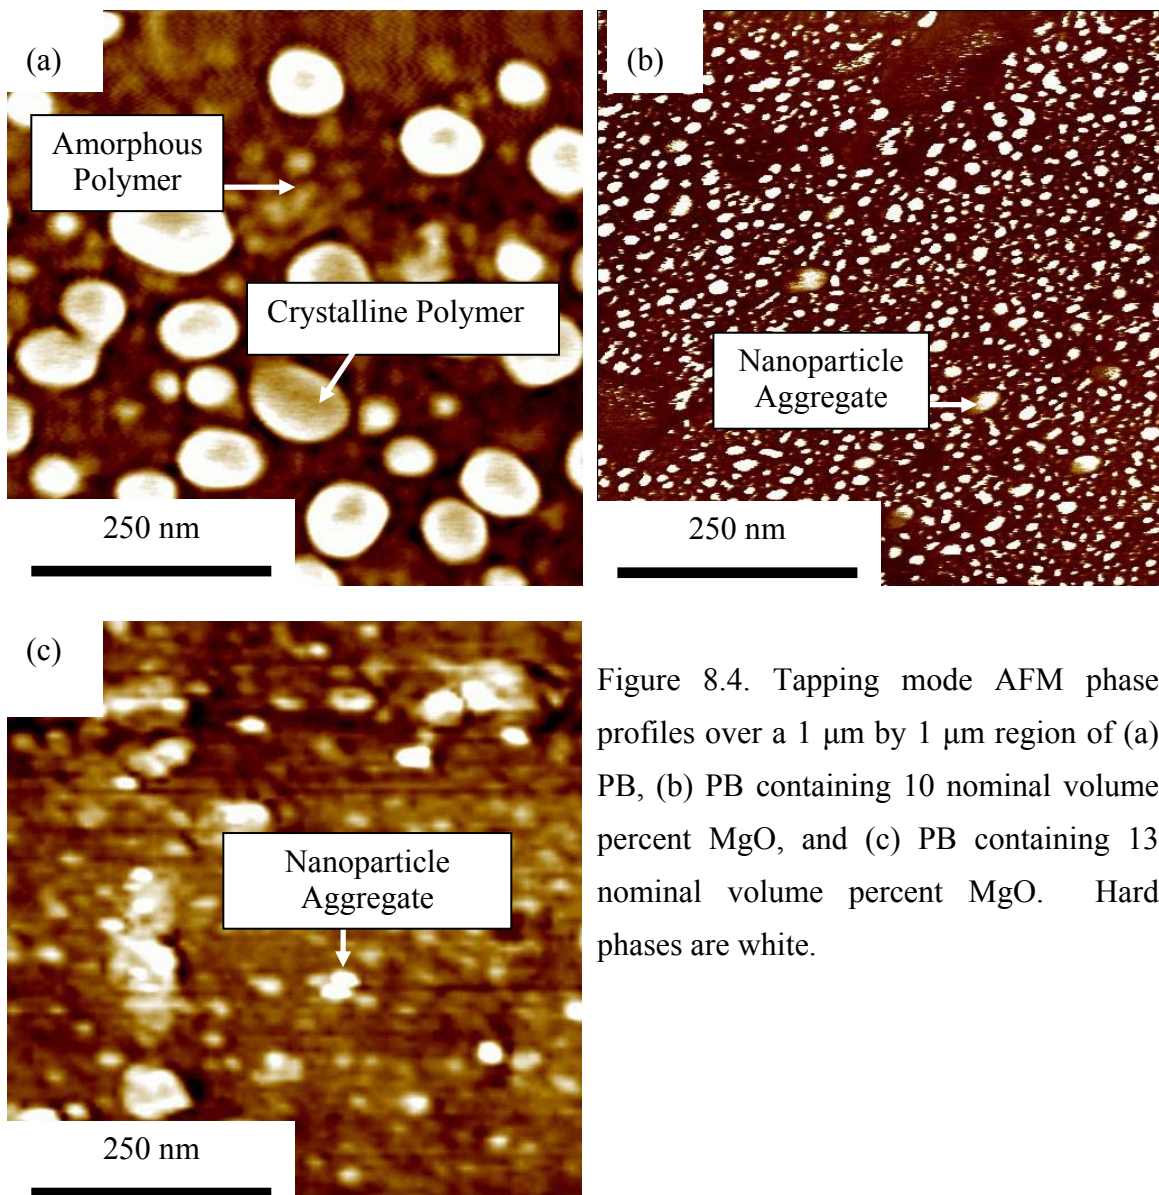 (a)
Amorphous
Polymer
Crystalline Polymer
250 nm
(b)
Nanoparticle
Aggregate
250 nm
(c)
Nanoparticle
Aggregate
250 nm
Figure 8.4. Tapping mode AFM phase
profiles over a 1 μm by 1 μm region of (a)
PB, (b) PB containing 10 nominal volume
percent MgO, and (c) PB containing 13
nominal volume percent MgO. Hard
phases are white.